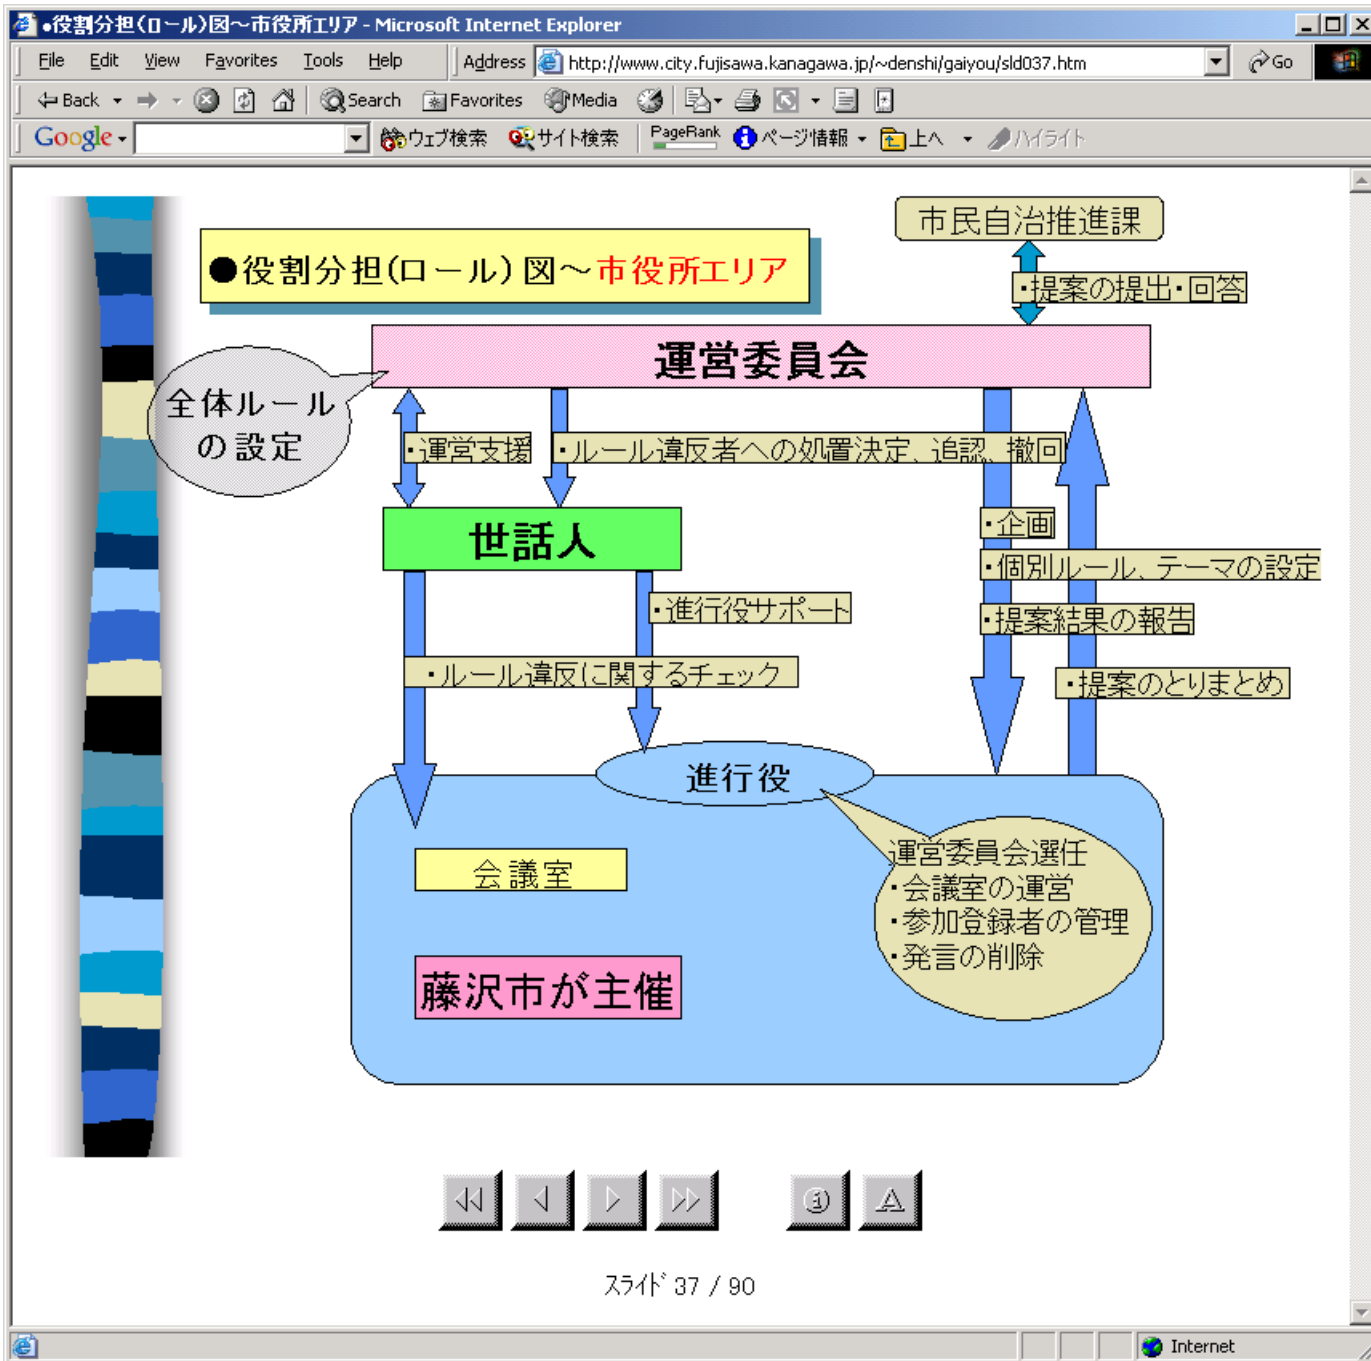 ●役割分担(ロール)図～市役所エリア - Microsoft Internet Explorer
File Edit View Favorites Tools Help Address http://www.city.fujisawa.kanagawa.jp/~denshi/gaiyou/sld037.htm Go
Back Search Favorites Media
Google ウェブ検索 サイト検索 PageRank ページ情報 上へ ハイライト
市民自治推進課
●役割分担(ロール)図～市役所エリア
・提案の提出・回答
運営委員会
全体ルール
の設定
・運営支援
・ルール違反者への処置決定、追認、撤回
・企画
世話人
・個別ルール、テーマの設定
・進行役サポート
・提案結果の報告
・ルール違反に関するチェック
・提案のとりまとめ
進行役
運営委員会選任
・会議室の運営
・参加登録者の管理
・発言の削除
会議室
藤沢市が主催
ｽﾗｲﾄﾞ 37 / 90
Internet